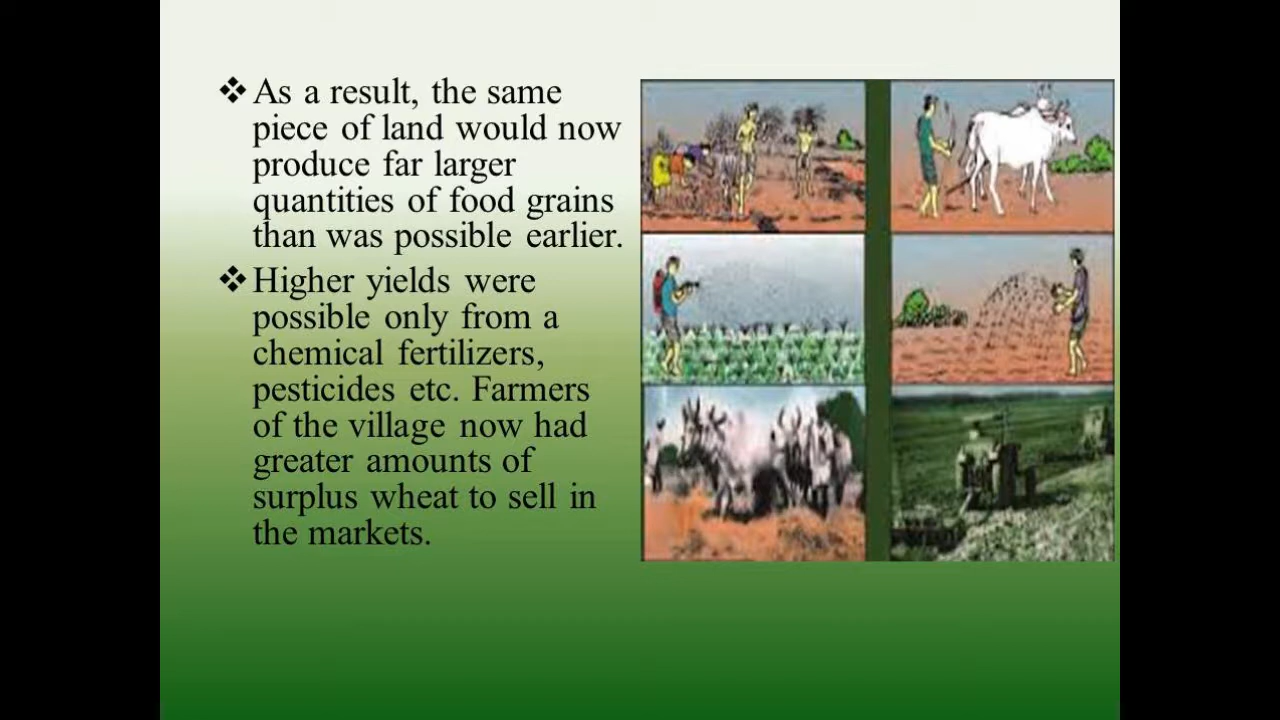 ❖As a result, the same
piece of land would now
produce far larger
quantities of food grains
than was possible earlier.
❖Higher yields were
possible only from a
chemical fertilizers,
pesticides etc. Farmers
of the village now had
greater amounts of
surplus wheat to sell in
the markets.